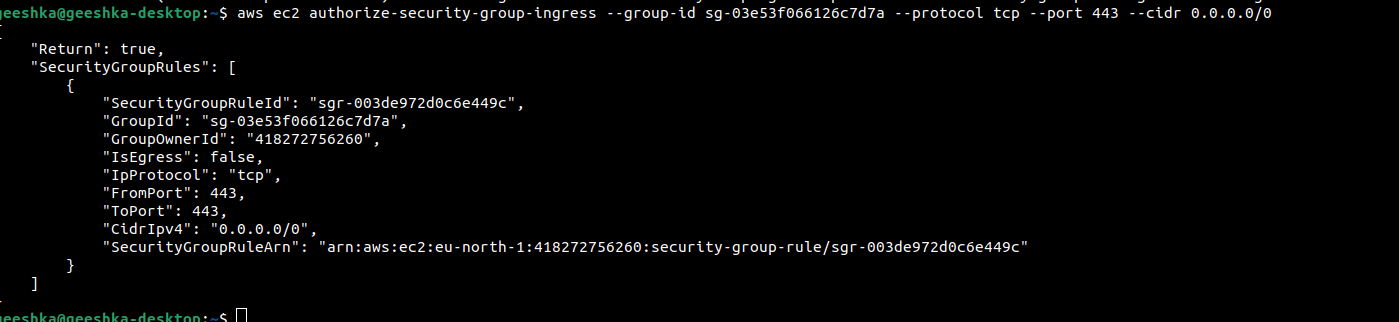 geeshka@geeshka-desktop:~$ aws ec2 authorize-security-group-ingress --group-id sg-03e53f066126c7d7a --protocol tcp --port 443 --cidr 0.0.0.0/0
{
    "Return": true,
    "SecurityGroupRules": [
        {
            "SecurityGroupRuleId": "sgr-003de972d0c6e449c",
            "GroupId": "sg-03e53f066126c7d7a",
            "GroupOwnerId": "418272756260",
            "IsEgress": false,
            "IpProtocol": "tcp",
            "FromPort": 443,
            "ToPort": 443,
            "CidrIpv4": "0.0.0.0/0",
            "SecurityGroupRuleArn": "arn:aws:ec2:eu-north-1:418272756260:security-group-rule/sgr-003de972d0c6e449c"
        }
    ]
geeshka@geeshka-desktop:~$